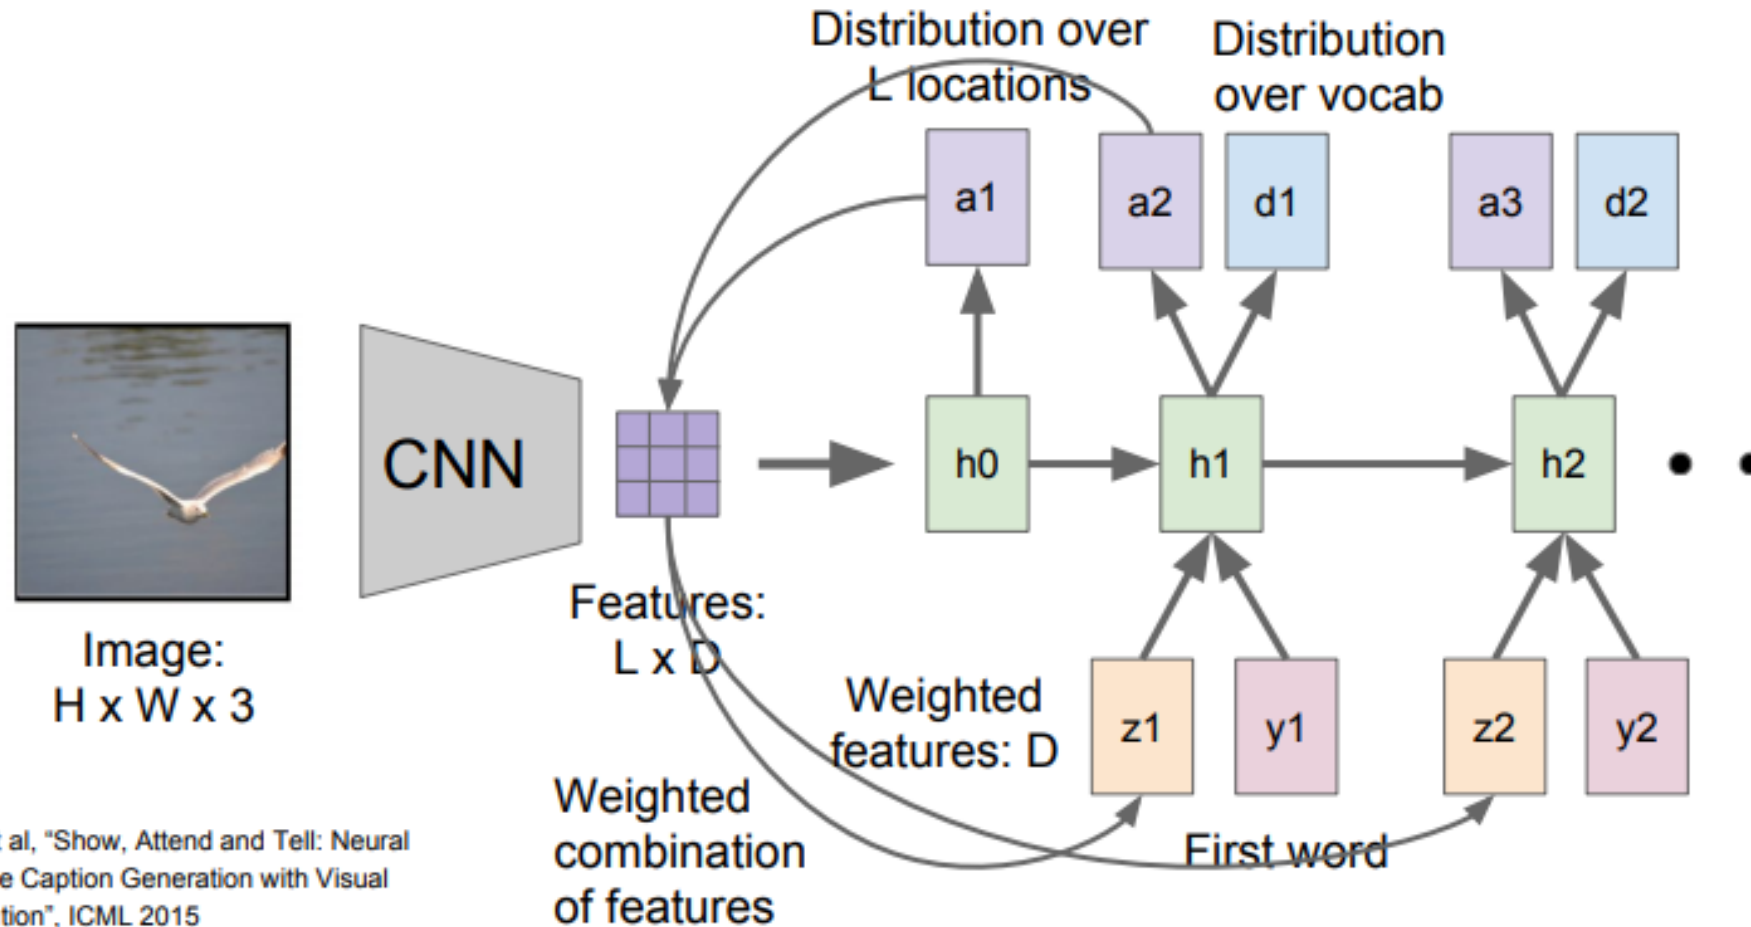 Distribution over
L locations
Distribution
over vocab
a1
a2
d1
a3
d2
CNN
h0
h1
h2
Features:
L x D
Image:
H x W x 3
Weighted
features: D
z1
y1
z2
y2
Weighted
combination
of features
First word
al, “Show, Attend and Tell: Neural
Caption Generation with Visual
ICML 2015